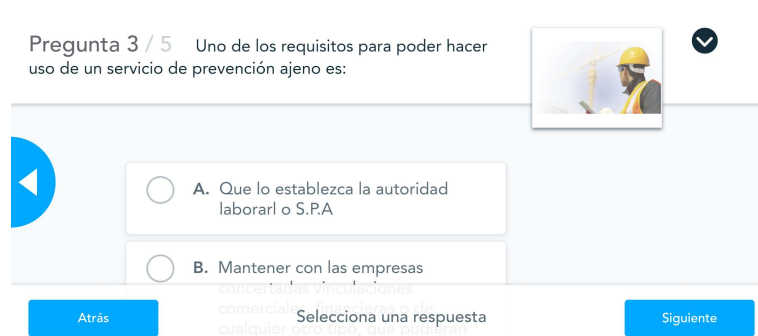 Pregunta 3 / 5 Uno de los requisitos para poder hacer
uso de un servicio de prevención ajeno es:
A. Que lo establezca la autoridad
laborarl o S.P.A
B. Mantener con las empresas
concertadas vinculaciones
comerciales, financieras o de
cualquier otro tipo, que pudieran
Atrás
Selecciona una respuesta
Siguiente